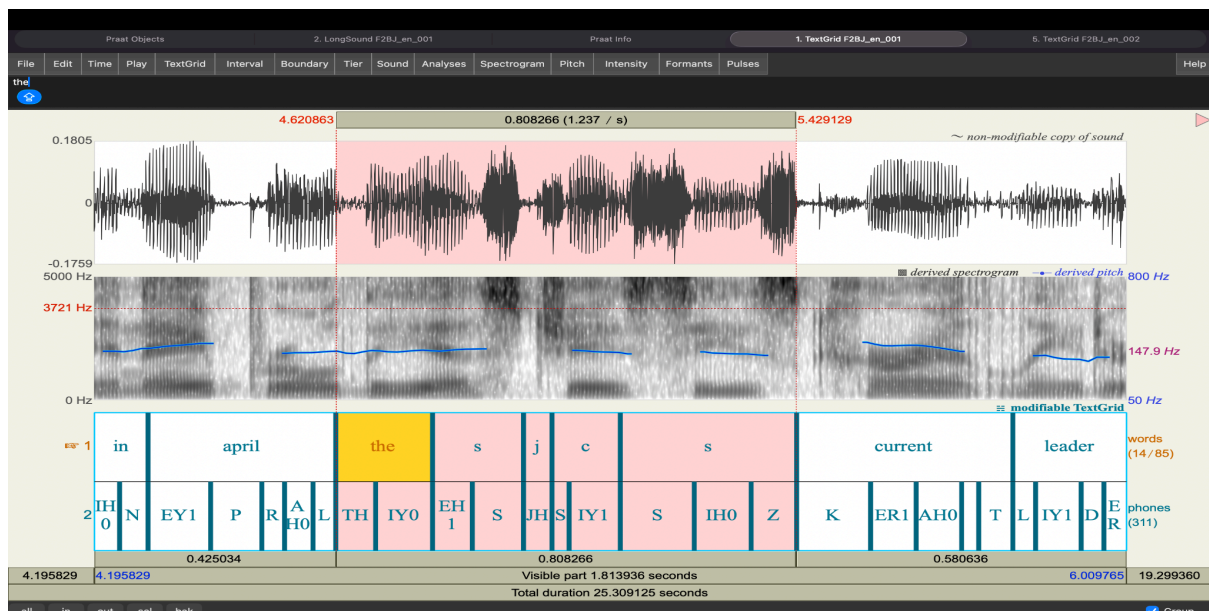 Praat Objects 2. LongSound F2BJ_en_001 Praat Info 1. TextGrid F2BJ_en_001 5. TextGrid F2BJ_en_002
File Edit Time Play TextGrid Interval Boundary Tier Sound Analyses Spectrogram Pitch Intensity Formants Pulses Help
the
4.620863 0.808266 (1.237 / s) 5.429129
~ non-modifiable copy of sound
0.1805
0
-0.1759
5000 Hz derived spectrogram derived pitch 800 Hz
3721 Hz
147.9 Hz
0 Hz 50 Hz
modifiable TextGrid
1 in april the s j c s current leader words
(14/85)
2 IH0 N EY1 P R AH0 L TH IY0 EH1 S JH S IY1 S IH0 Z K ER1 AH0 T L IY1 D ER phones
(311)
0.425034 0.808266 0.580636
4.195829 4.195829 Visible part 1.813936 seconds 6.009765 19.299360
Total duration 25.309125 seconds
all in out sel bak Group